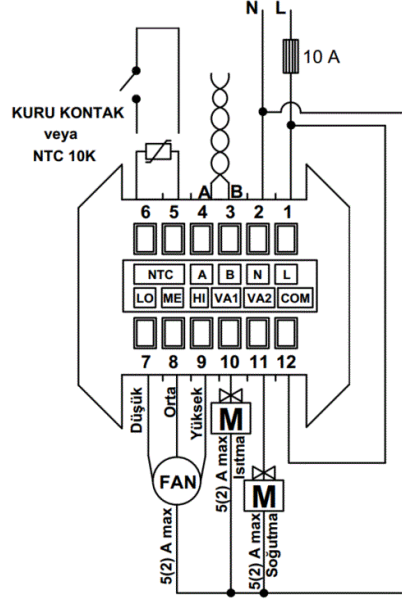 N L
10 A
KURU KONTAK
veya
NTC 10K
A B
6 5 4 3 2 1
NTC A B N L
LO ME HI VA1 VA2 COM
7 8 9 10 11 12
Düşük
Orta
Yüksek
M
5(2) A max
Isıtma
FAN
5(2) A max
M
5(2) A max
Soğutma